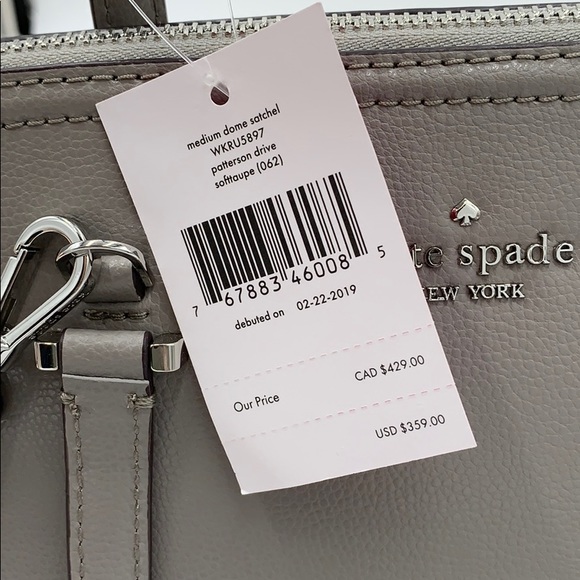 medium dome satchel
WKRU5897
patterson drive
softtaupe (062)
7 67883 46008 5
debuted on 02-22-2019
Our Price CAD $429.00
USD $359.00
te spade
NEW YORK